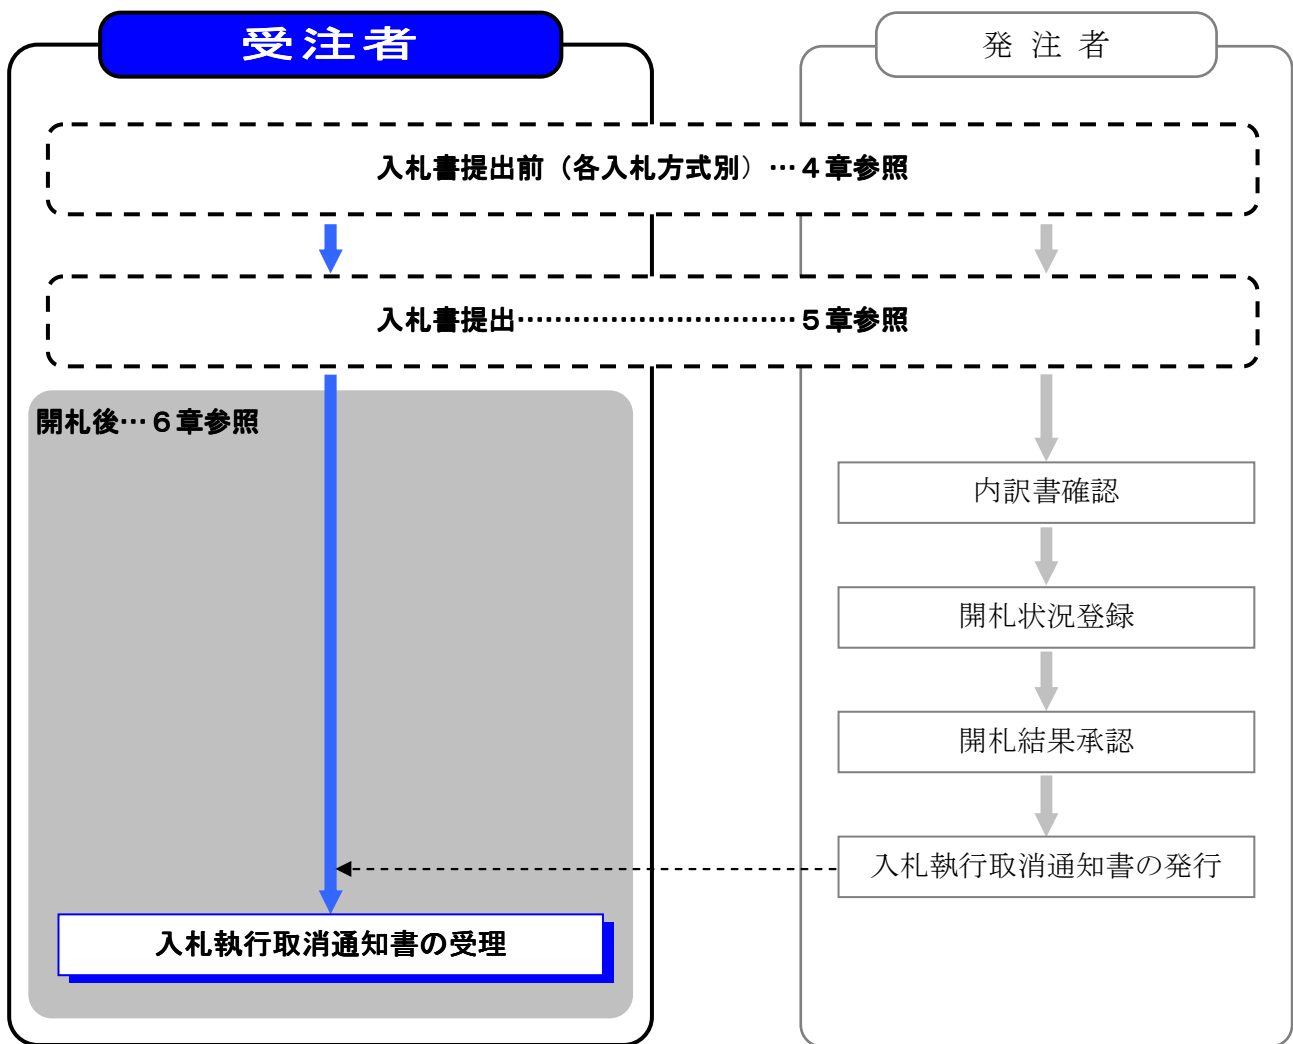 受注者
発 注 者
入札書提出前（各入札方式別）…４章参照
入札書提出…………………………５章参照
開札後…６章参照
内訳書確認
開札状況登録
開札結果承認
入札執行取消通知書の発行
入札執行取消通知書の受理